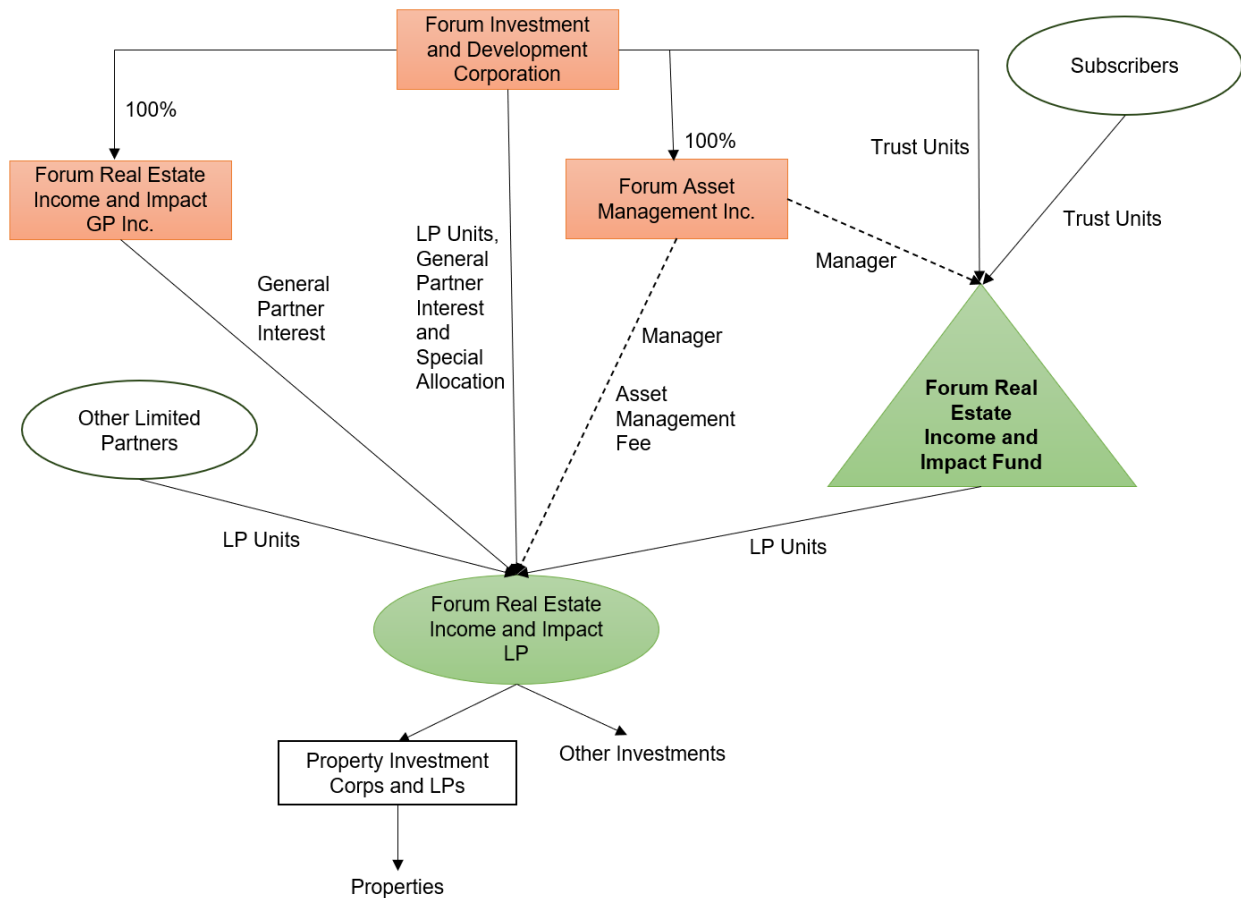 Forum Investment
and Development
Corporation
Subscribers
100%
100%
Trust Units
Forum Real Estate
Income and Impact
GP Inc.
Forum Asset
Management Inc.
Trust Units
LP Units,
General
Partner
Interest
and
Special
Allocation
Manager
General
Partner
Interest
Manager
Asset
Management
Fee
Forum Real
Estate
Income and
Impact Fund
Other Limited
Partners
LP Units
LP Units
Forum Real Estate
Income and Impact
LP
Property Investment
Corps and LPs
Other Investments
Properties